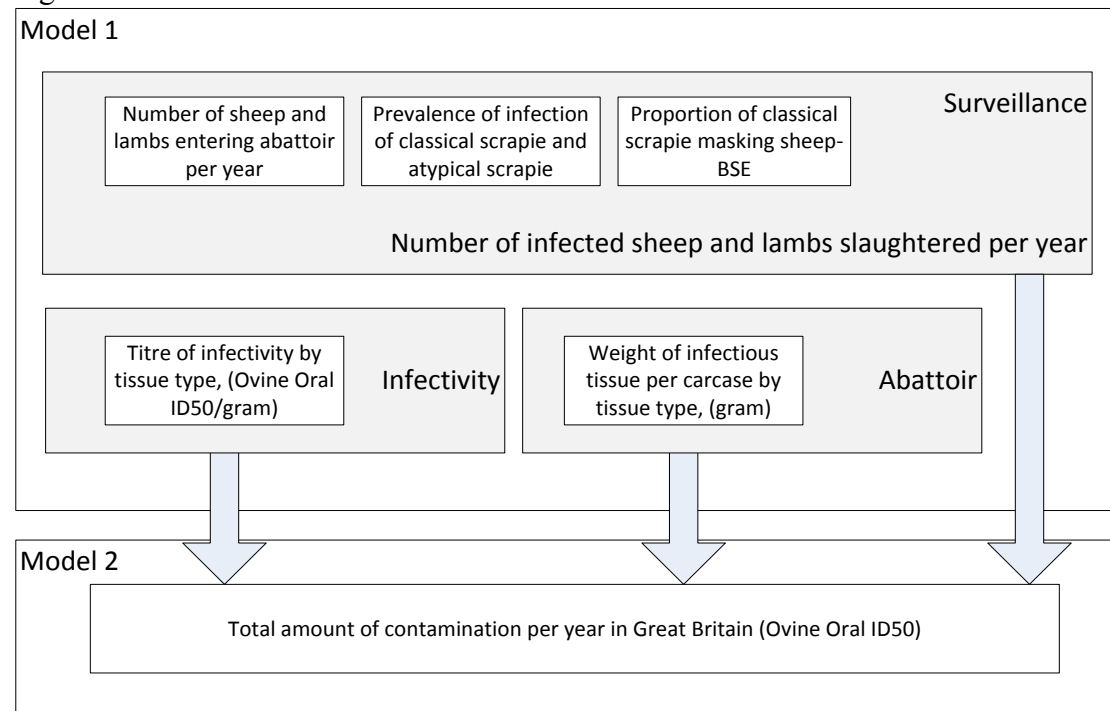 Model 1
Surveillance
Number of sheep and
lambs entering abattoir
per year
Prevalence of infection
of classical scrapie and
atypical scrapie
Proportion of classical
scrapie masking sheep-
BSE
Number of infected sheep and lambs slaughtered per year
Titre of infectivity by
tissue type, (Ovine Oral
ID50/gram)
Infectivity
Weight of infectious
tissue per carcase by
tissue type, (gram)
Abattoir
Model 2
Total amount of contamination per year in Great Britain (Ovine Oral ID50)